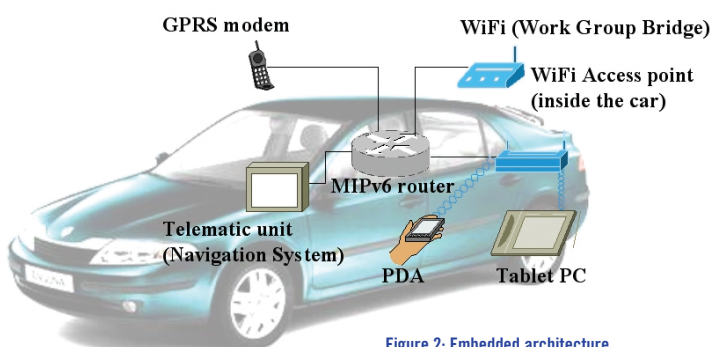 GPRS modem
WiFi (Work Group Bridge)
WiFi Access point
(inside the car)
MIPv6 router
Telematic unit
(Navigation System)
PDA
Tablet PC
Figure 2: Embedded architecture